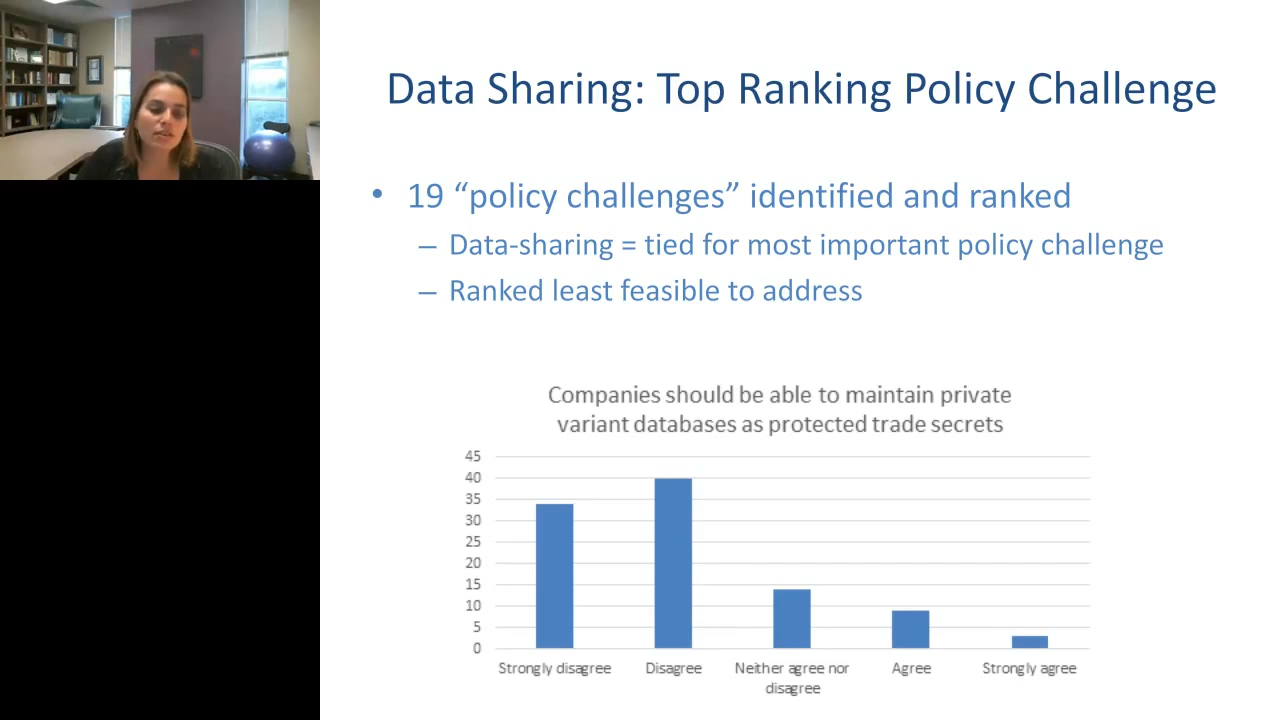 Data Sharing: Top Ranking Policy Challenge
• 19 “policy challenges” identified and ranked
– Data-sharing = tied for most important policy challenge
– Ranked least feasible to address
Companies should be able to maintain private
variant databases as protected trade secrets
45
40
35
30
25
20
15
10
5
0
Strongly disagree
Disagree
Neither agree nor
disagree
Agree
Strongly agree